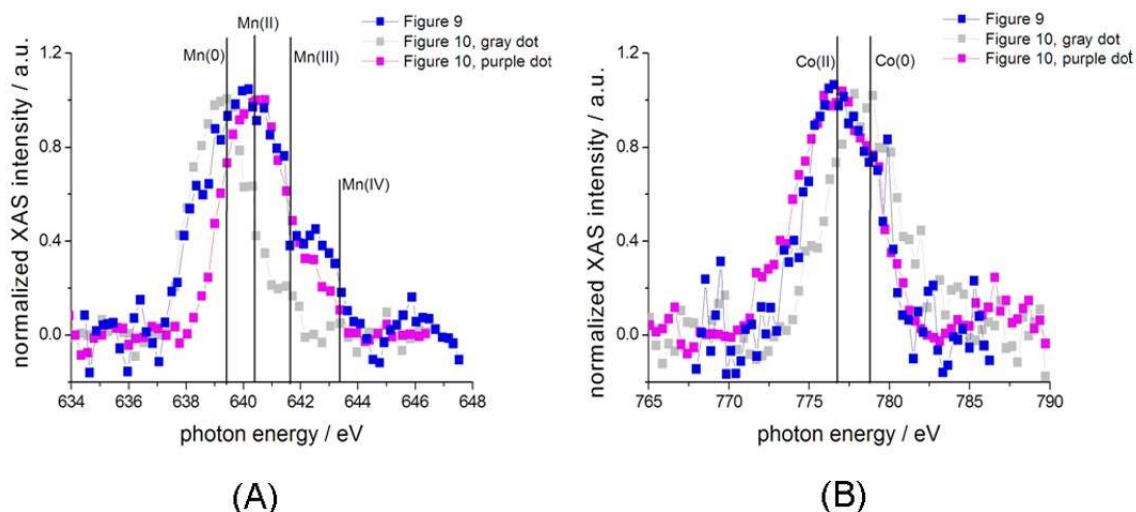 Mn(II)
Mn(0)
Mn(III)
Mn(IV)
Figure 9
Figure 10, gray dot
Figure 10, purple dot
normalized XAS intensity / a.u.
1.2
0.8
0.4
0.0
634 636 638 640 642 644 646 648
photon energy / eV
(A)
Figure 9
Figure 10, gray dot
Figure 10, purple dot
Co(II)
Co(0)
normalized XAS intensity / a.u.
1.2
0.8
0.4
0.0
765 770 775 780 785 790
photon energy / eV
(B)